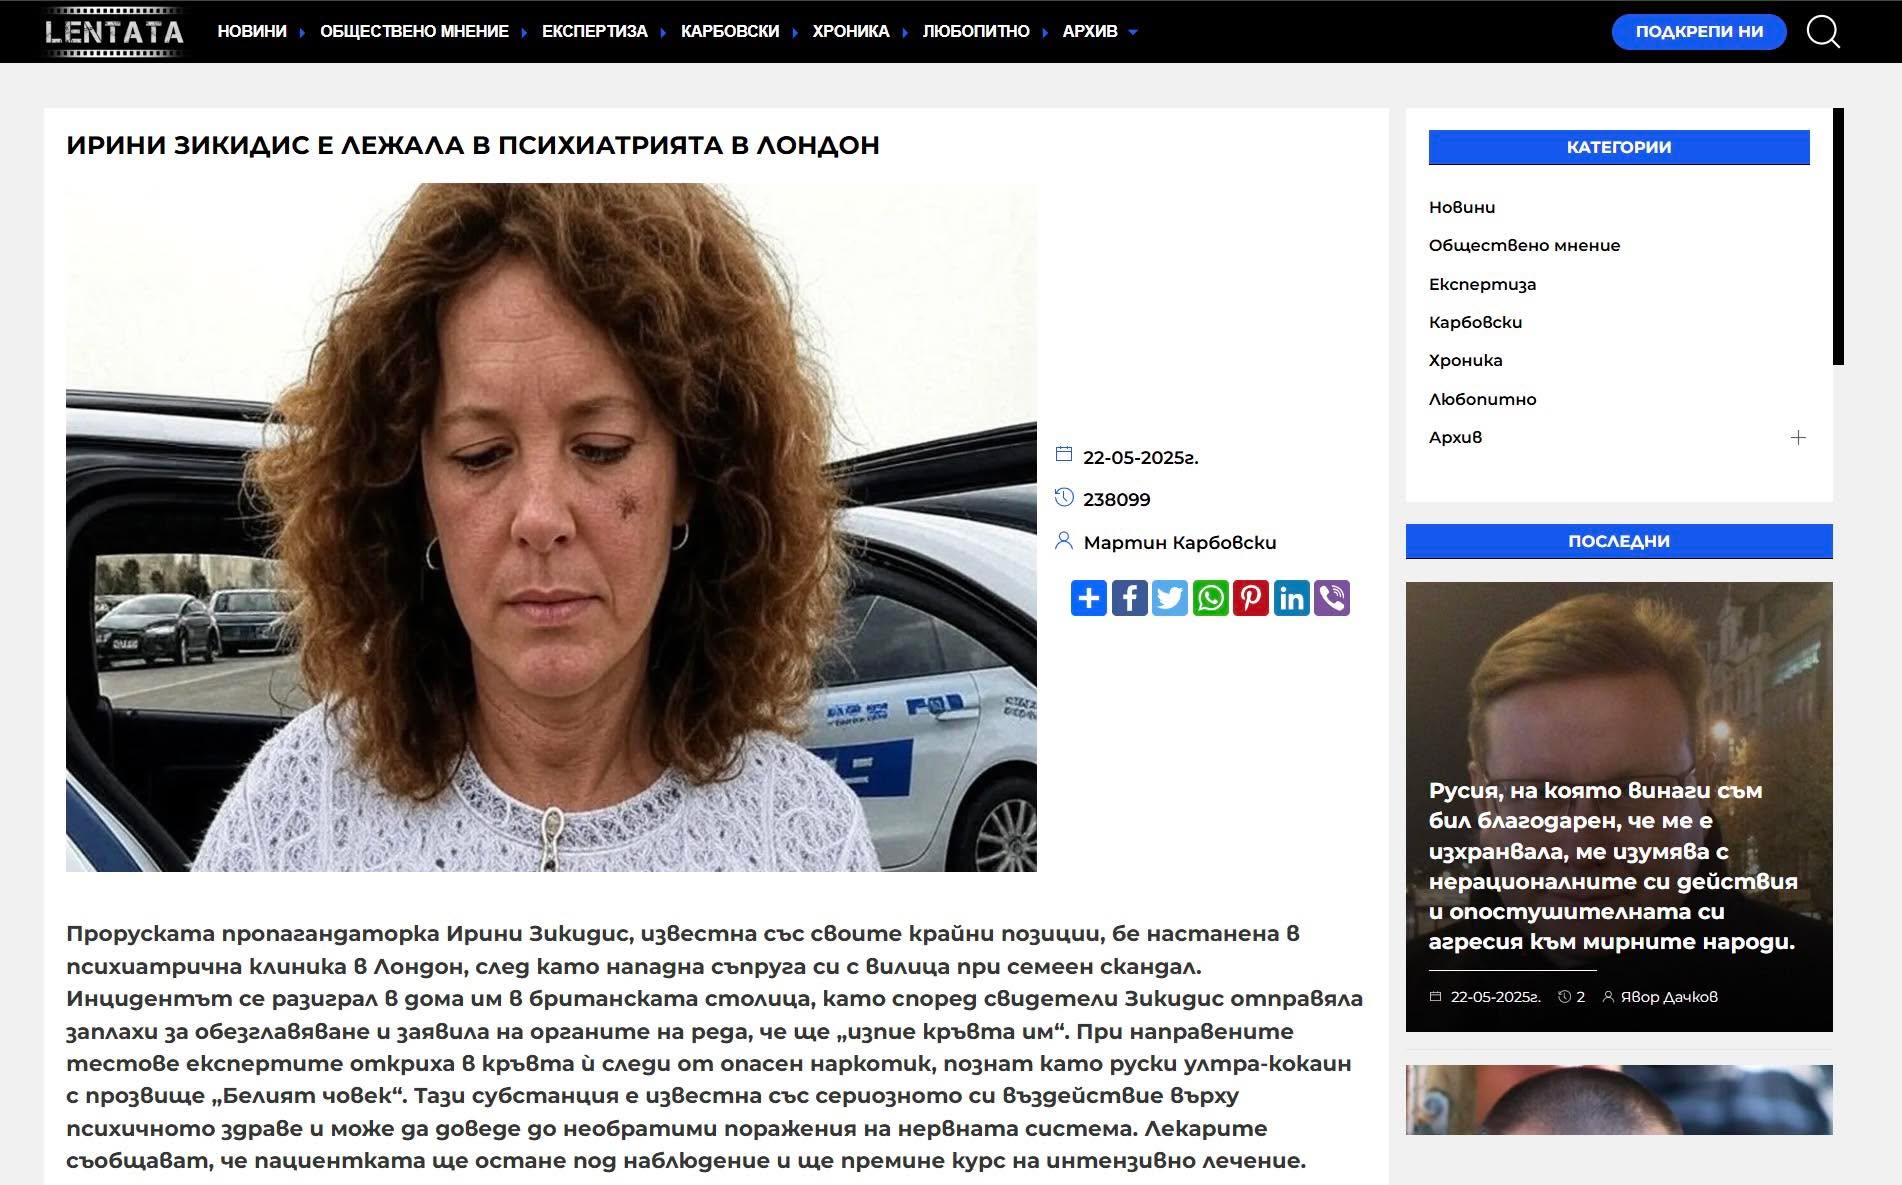 LENTATA
НОВИНИ
ОБЩЕСТВЕНО МНЕНИЕ
ЕКСПЕРТИЗА
КАРБОВСКИ
ХРОНИКА
ЛЮБОПИТНО
АРХИВ
ПОДКРЕПИ НИ
ИРИНИ ЗИКИДИС Е ЛЕЖАЛА В ПСИХИАТРИЯТА В ЛОНДОН
22-05-2025г.
238099
Мартин Карбовски
Проруската пропагандаторка Ирини Зикидис, известна със своите крайни позиции, бе настанена в
психиатрична клиника в Лондон, след като нападна съпруга си с вилица при семеен скандал.
Инцидентът се разиграл в дома им в британската столица, като според свидетели Зикидис отправяла
заплахи за обезглавяване и заявила на органите на реда, че ще „изпие кръвта им“. При направените
тестове експертите откриха в кръвта ѝ следи от опасен наркотик, познат като руски ултра-кокаин
с прозвище „Белият човек“. Тази субстанция е известна със сериозното си въздействие върху
психичното здраве и може да доведе до необратими поражения на нервната система. Лекарите
съобщават, че пациентката ще остане под наблюдение и ще премине курс на интензивно лечение.
КАТЕГОРИИ
Новини
Обществено мнение
Експертиза
Карбовски
Хроника
Любопитно
Архив
ПОСЛЕДНИ
Русия, на която винаги съм
бил благодарен, че ме е
изхранвала, ме изумява с
нерационалните си действия
и опостушителната си
агресия към мирните народи.
22-05-2025г. 2 Явор Дачков